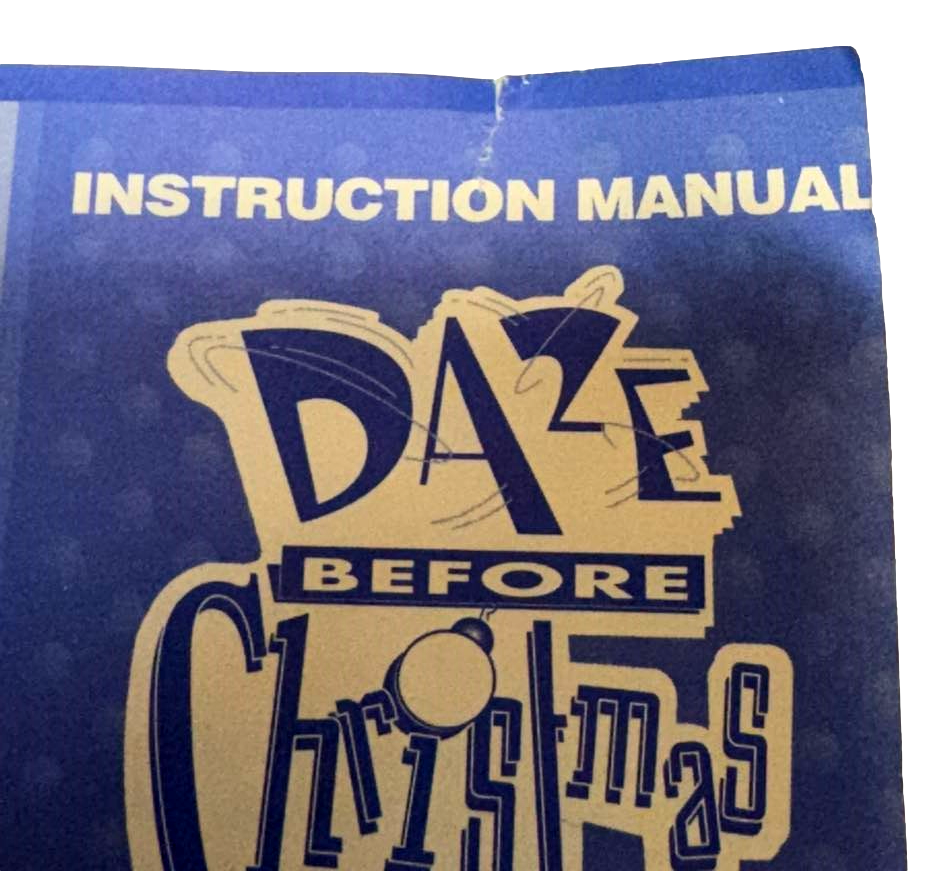 INSTRUCTION MANUAL
DAZE
BEFORE
Christmas